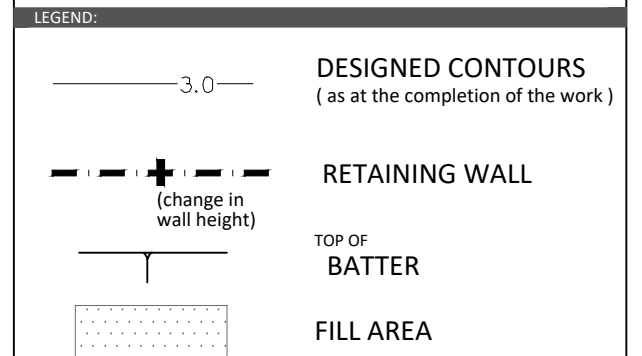 LEGEND:
3.0
DESIGNED CONTOURS
( as at the completion of the work )
RETAINING WALL
(change in
wall height)
TOP OF
BATTER
FILL AREA